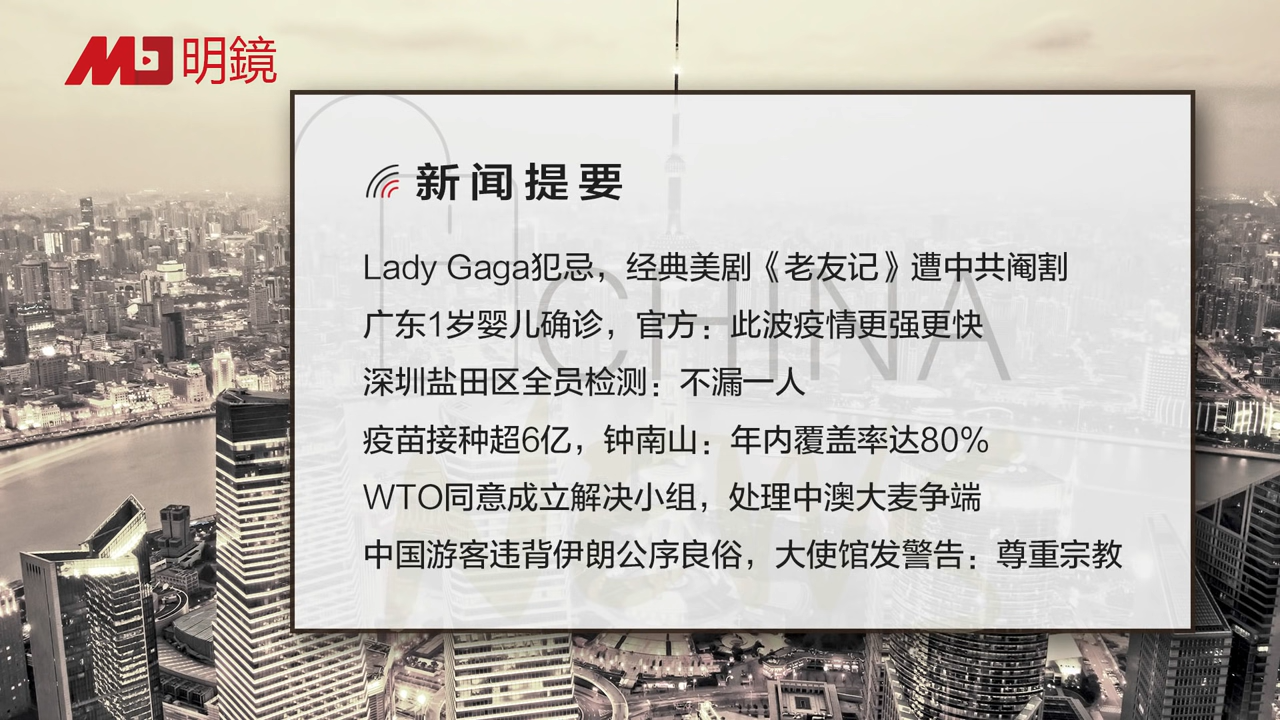 明鏡
新闻提要
Lady Gaga犯忌，经典美剧《老友记》遭中共阉割
广东1岁婴儿确诊，官方：此波疫情更强更快
深圳盐田区全员检测：不漏一人
疫苗接种超6亿，钟南山：年内覆盖率达80%
WTO同意成立解决小组，处理中澳大麦争端
中国游客违背伊朗公序良俗，大使馆发警告：尊重宗教
CHINA